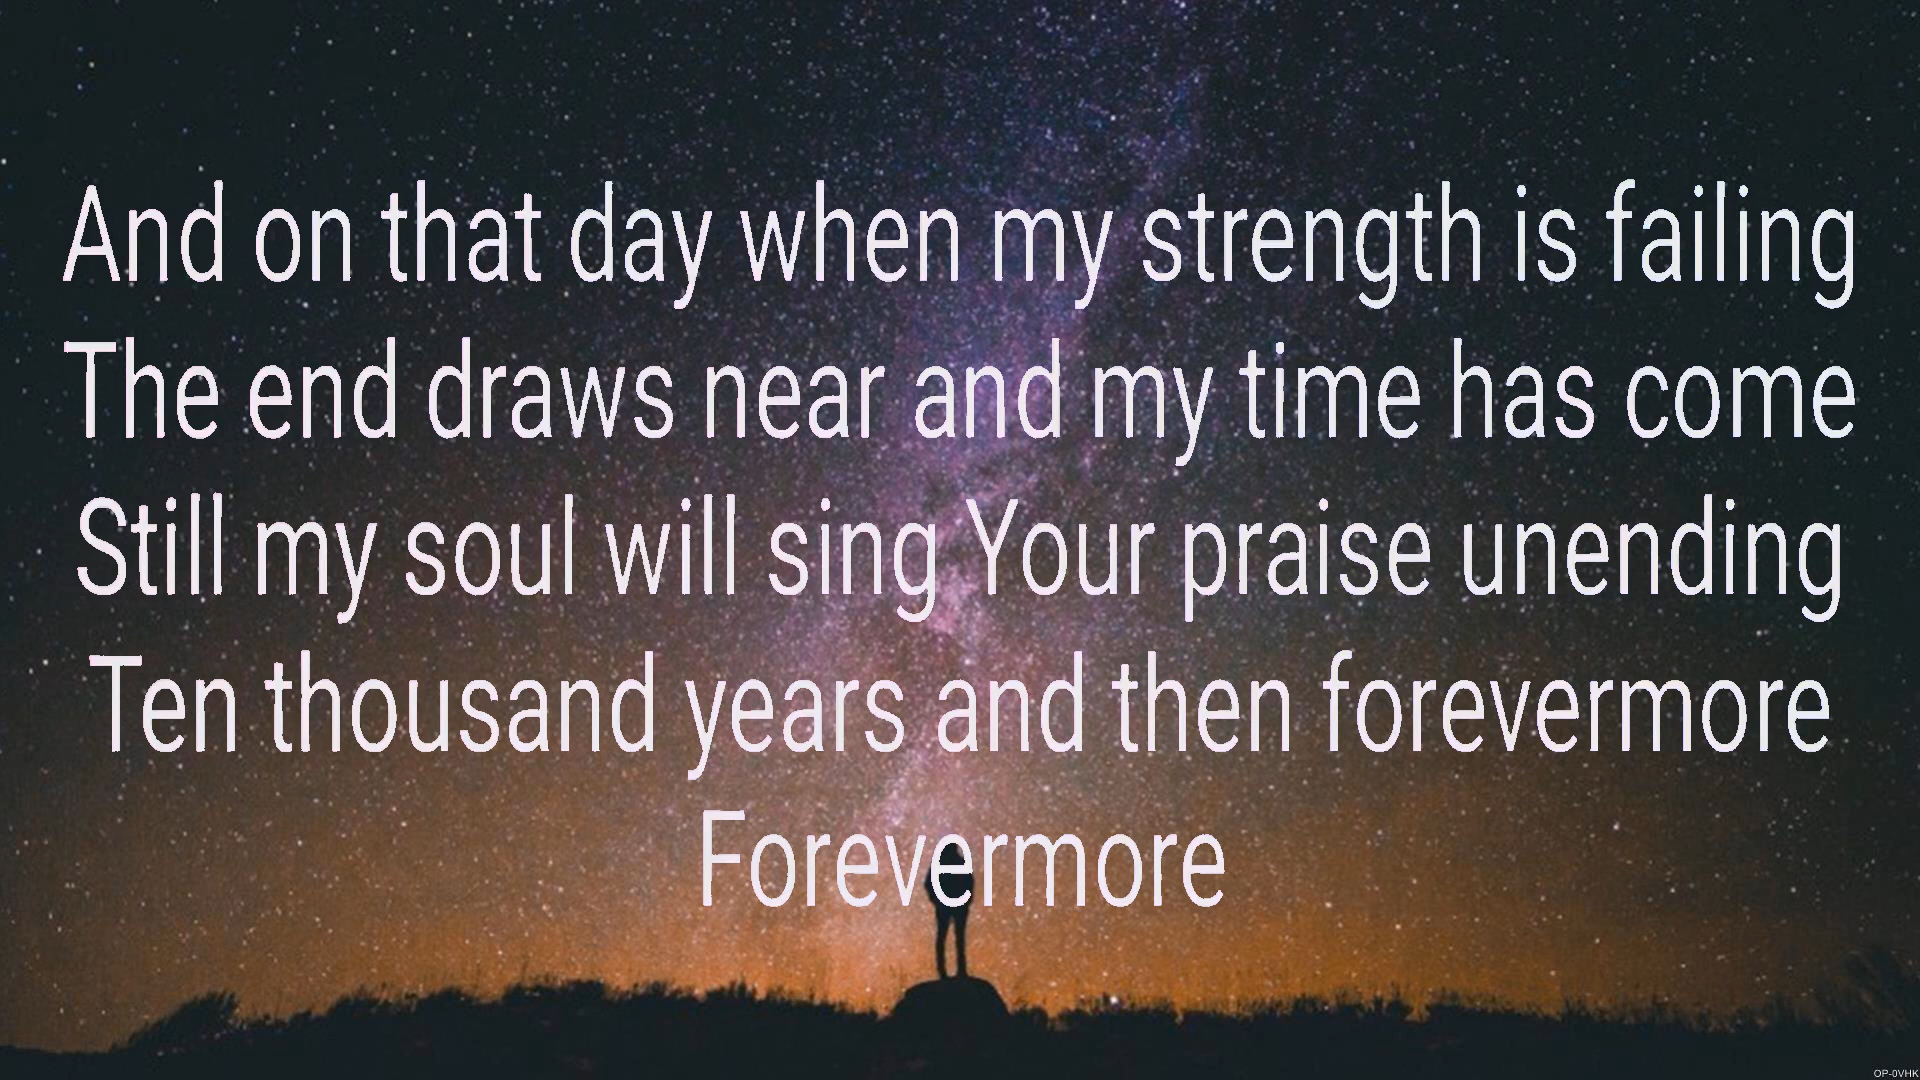 And on that day when my strength is failing
The end draws near and my time has come
Still my soul will sing Your praise unending
Ten thousand years and then forevermore
Forevermore
OP-0VHK